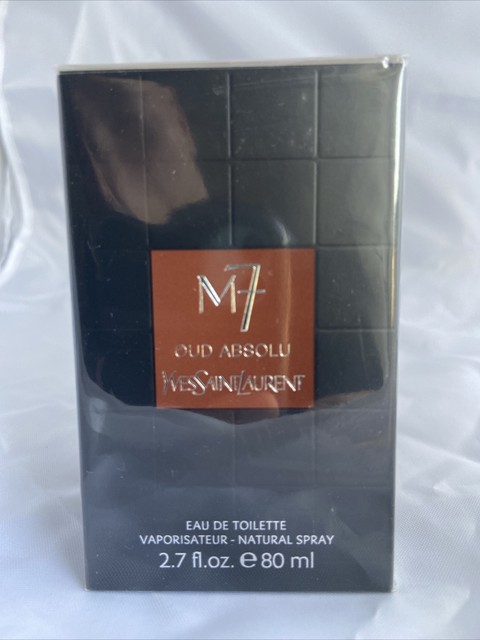 M7
OUD ABSOLU
YVESSAINTLAURENT
EAU DE TOILETTE
VAPORISATEUR - NATURAL SPRAY
2.7 fl.oz. ℮ 80 ml